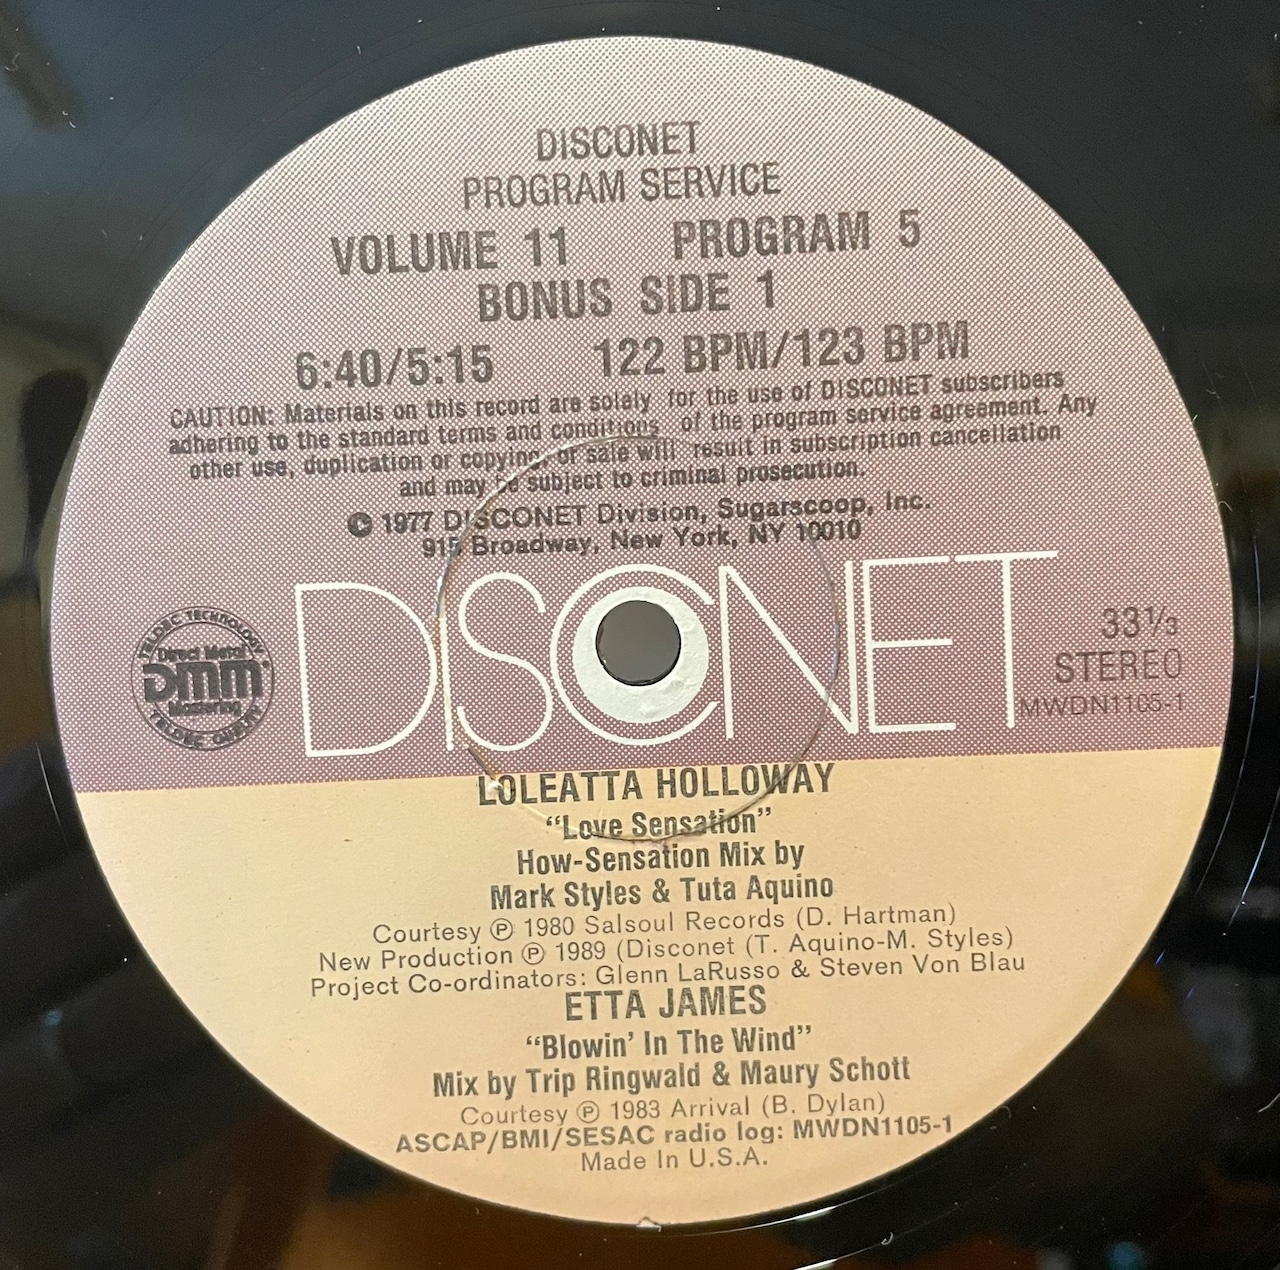 DISCONET
PROGRAM SERVICE
VOLUME 11 PROGRAM 5
BONUS SIDE 1
6:40/5:15 122 BPM/123 BPM
CAUTION: Materials on this record are solely for the use of DISCONET subscribers
adhering to the standard terms and conditions of the program service agreement. Any
other use, duplication or copying, or sale will result in subscription cancellation
and may be subject to criminal prosecution.
© 1977 DISCONET Division, Sugarscoop, Inc.
915 Broadway, New York, NY 10010
TELDEC TECHNOLOGY
Direct Metal
DMM
Mastering
DISCONET
33⅓
STEREO
MWDN1105-1
LOLEATTA HOLLOWAY
“Love Sensation”
How-Sensation Mix by
Mark Styles & Tuta Aquino
Courtesy ℗ 1980 Salsoul Records (D. Hartman)
New Production ℗ 1989 (Disconet (T. Aquino-M. Styles)
Project Co-ordinators: Glenn LaRusso & Steven Von Blau
ETTA JAMES
“Blowin’ In The Wind”
Mix by Trip Ringwald & Maury Schott
Courtesy ℗ 1983 Arrival (B. Dylan)
ASCAP/BMI/SESAC radio log: MWDN1105-1
Made In U.S.A.